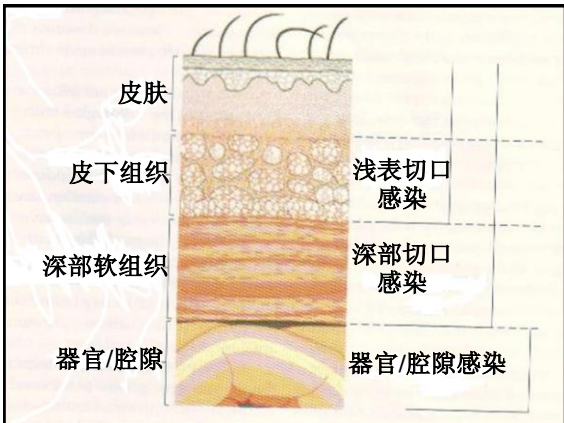 皮肤
皮下组织
浅表切口
感染
深部软组织
深部切口
感染
器官/腔隙
器官/腔隙感染